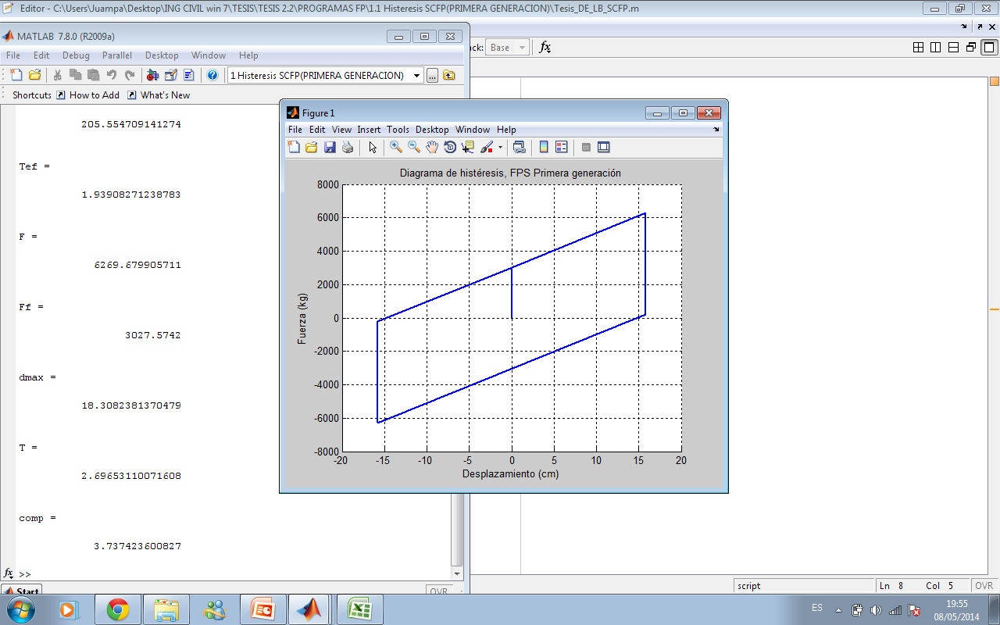 Editor - C:\Users\Juampa\Desktop\ING CIVIL win 7\TESIS\TESIS 2.2\PROGRAMAS FP\1.1 Histeresis SCFP(PRIMERA GENERACION)\Tesis_DE_LB_SCFP.m
MATLAB 7.8.0 (R2009a)
File Edit Debug Parallel Desktop Window Help
ck: Base fx
1 Histeresis SCFP(PRIMERA GENERACION) ...
Shortcuts How to Add What's New
205.554709141274
Tef =
1.93908271238783
F =
6269.679905711
Ff =
3027.5742
dmax =
18.3082381370479
T =
2.69653110071608
comp =
3.737423600827
fx >>
Start OVR
Figure 1
File Edit View Insert Tools Desktop Window Help
Diagrama de histéresis, FPS Primera generación
8000
6000
4000
2000
0
-2000
-4000
-6000
-8000
Fuerza (kg)
-20 -15 -10 -5 0 5 10 15 20
Desplazamiento (cm)
script Ln 8 Col 5 OVR
ES 19:55
08/05/2014